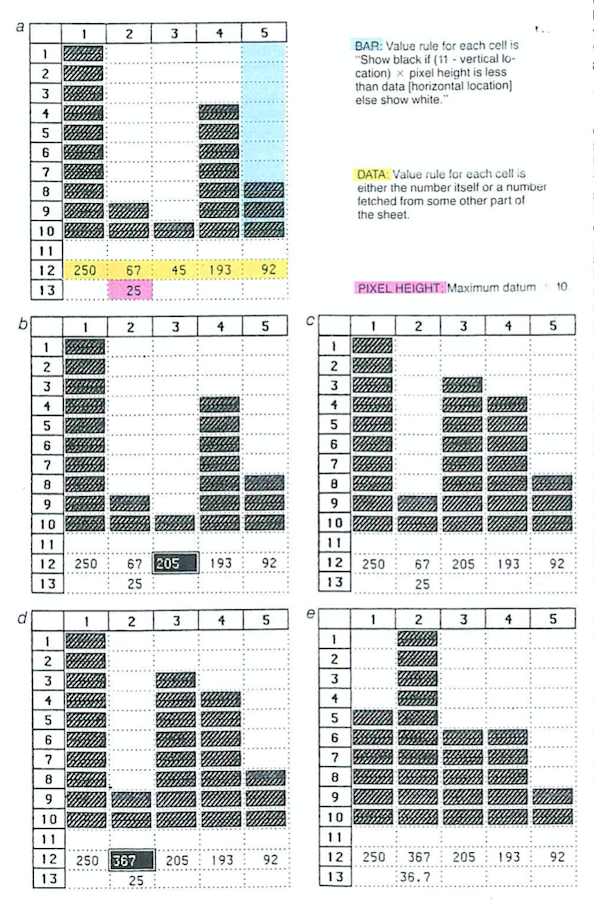 a
1 2 3 4 5
1
2
3
4
5
6
7
8
9
10
11
12 250 67 45 193 92
13 25
BAR: Value rule for each cell is
"Show black if (11 - vertical lo-
cation) × pixel height is less
than data [horizontal location]
else show white."
DATA: Value rule for each cell is
either the number itself or a number
fetched from some other part of
the sheet.
PIXEL HEIGHT: Maximum datum 10.
b
1 2 3 4 5
1
2
3
4
5
6
7
8
9
10
11
12 250 67 205 193 92
13 25
c
1 2 3 4 5
1
2
3
4
5
6
7
8
9
10
11
12 250 67 205 193 92
13 25
d
1 2 3 4 5
1
2
3
4
5
6
7
8
9
10
11
12 250 367 205 193 92
13 25
e
1 2 3 4 5
1
2
3
4
5
6
7
8
9
10
11
12 250 367 205 193 92
13 36.7